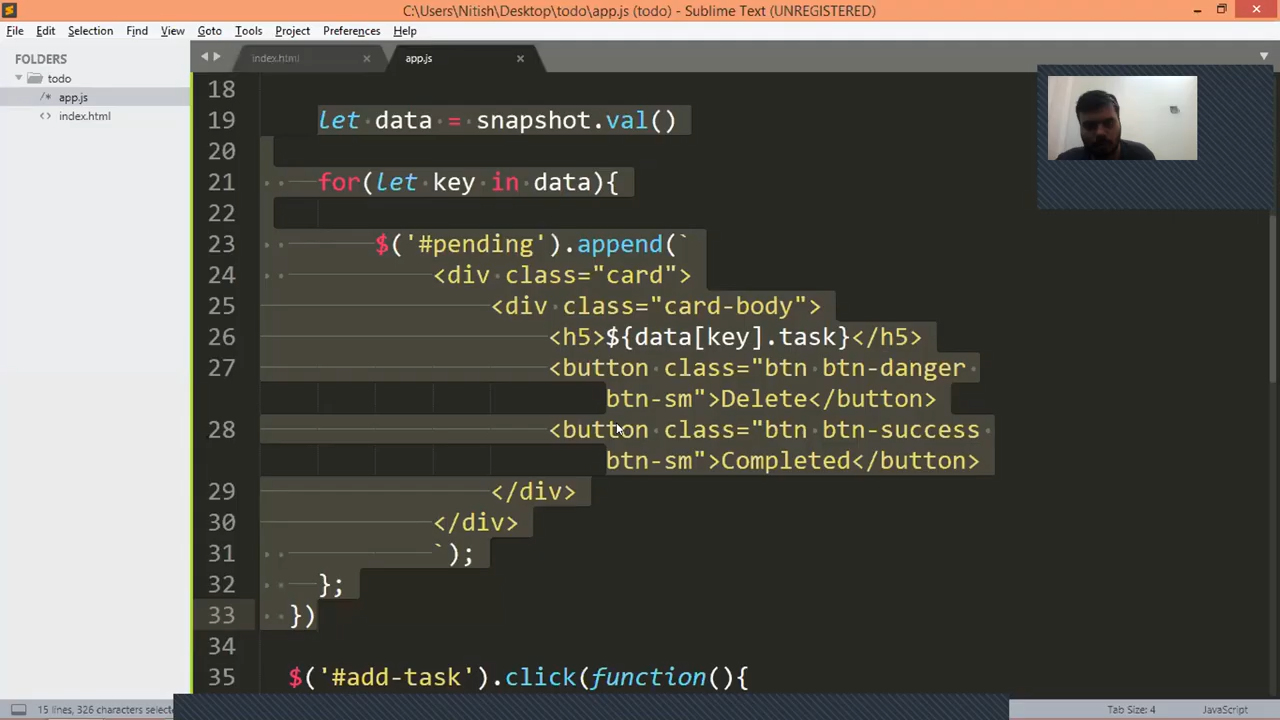 C:\Users\Nitish\Desktop\todo\app.js (todo) - Sublime Text (UNREGISTERED)
File Edit Selection Find View Goto Tools Project Preferences Help
FOLDERS
todo
/* app.js
<> index.html
index.html × app.js ×
18
19 let data = snapshot.val()
20
21 for(let key in data){
22
23 $('#pending').append(`
24 <div class="card">
25 <div class="card-body">
26 <h5>${data[key].task}</h5>
27 <button class="btn btn-danger
btn-sm">Delete</button>
28 <button class="btn btn-success
btn-sm">Completed</button>
29 </div>
30 </div>
31 `);
32 };
33 })
34
35 $('#add-task').click(function(){
15 lines, 326 characters selecte
Tab Size: 4 JavaScript